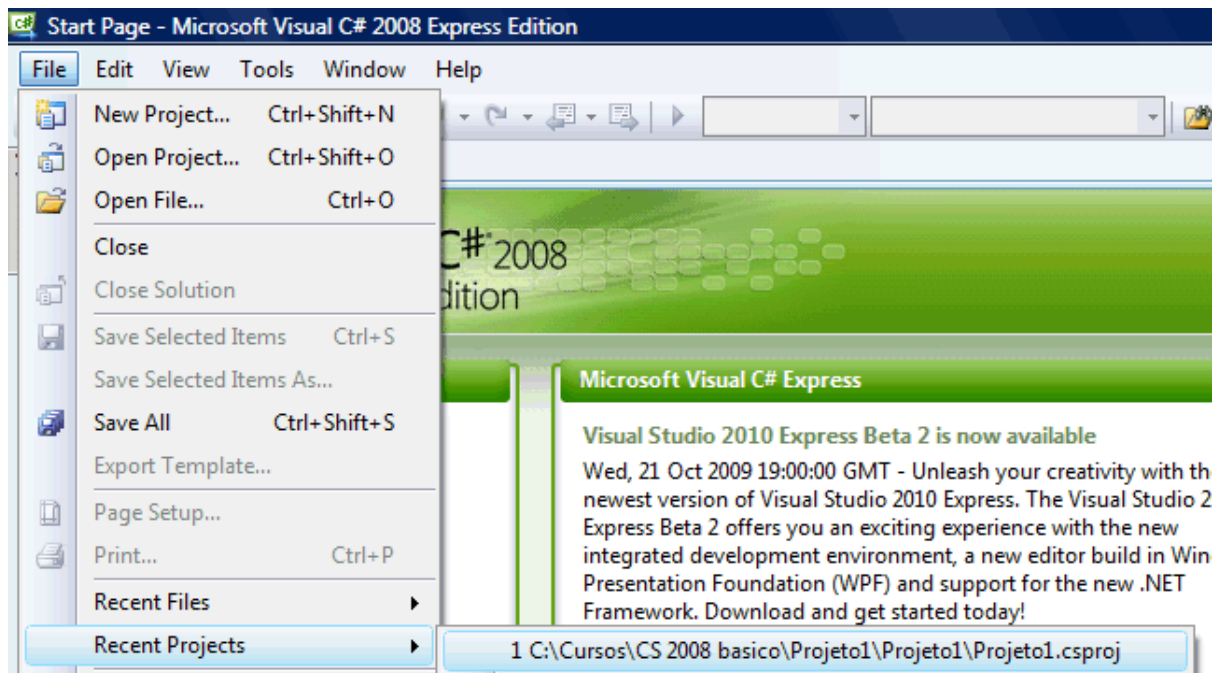 Start Page - Microsoft Visual C# 2008 Express Edition
File Edit View Tools Window Help
New Project... Ctrl+Shift+N
Open Project... Ctrl+Shift+O
Open File... Ctrl+O
Close
Close Solution
Save Selected Items Ctrl+S
Save Selected Items As...
Save All Ctrl+Shift+S
Export Template...
Page Setup...
Print... Ctrl+P
Recent Files
Recent Projects
1 C:\Cursos\CS 2008 basico\Projeto1\Projeto1\Projeto1.csproj
C# 2008
dition
Microsoft Visual C# Express
Visual Studio 2010 Express Beta 2 is now available
Wed, 21 Oct 2009 19:00:00 GMT - Unleash your creativity with th
newest version of Visual Studio 2010 Express. The Visual Studio 2
Express Beta 2 offers you an exciting experience with the new
integrated development environment, a new editor build in Win
Presentation Foundation (WPF) and support for the new .NET
Framework. Download and get started today!